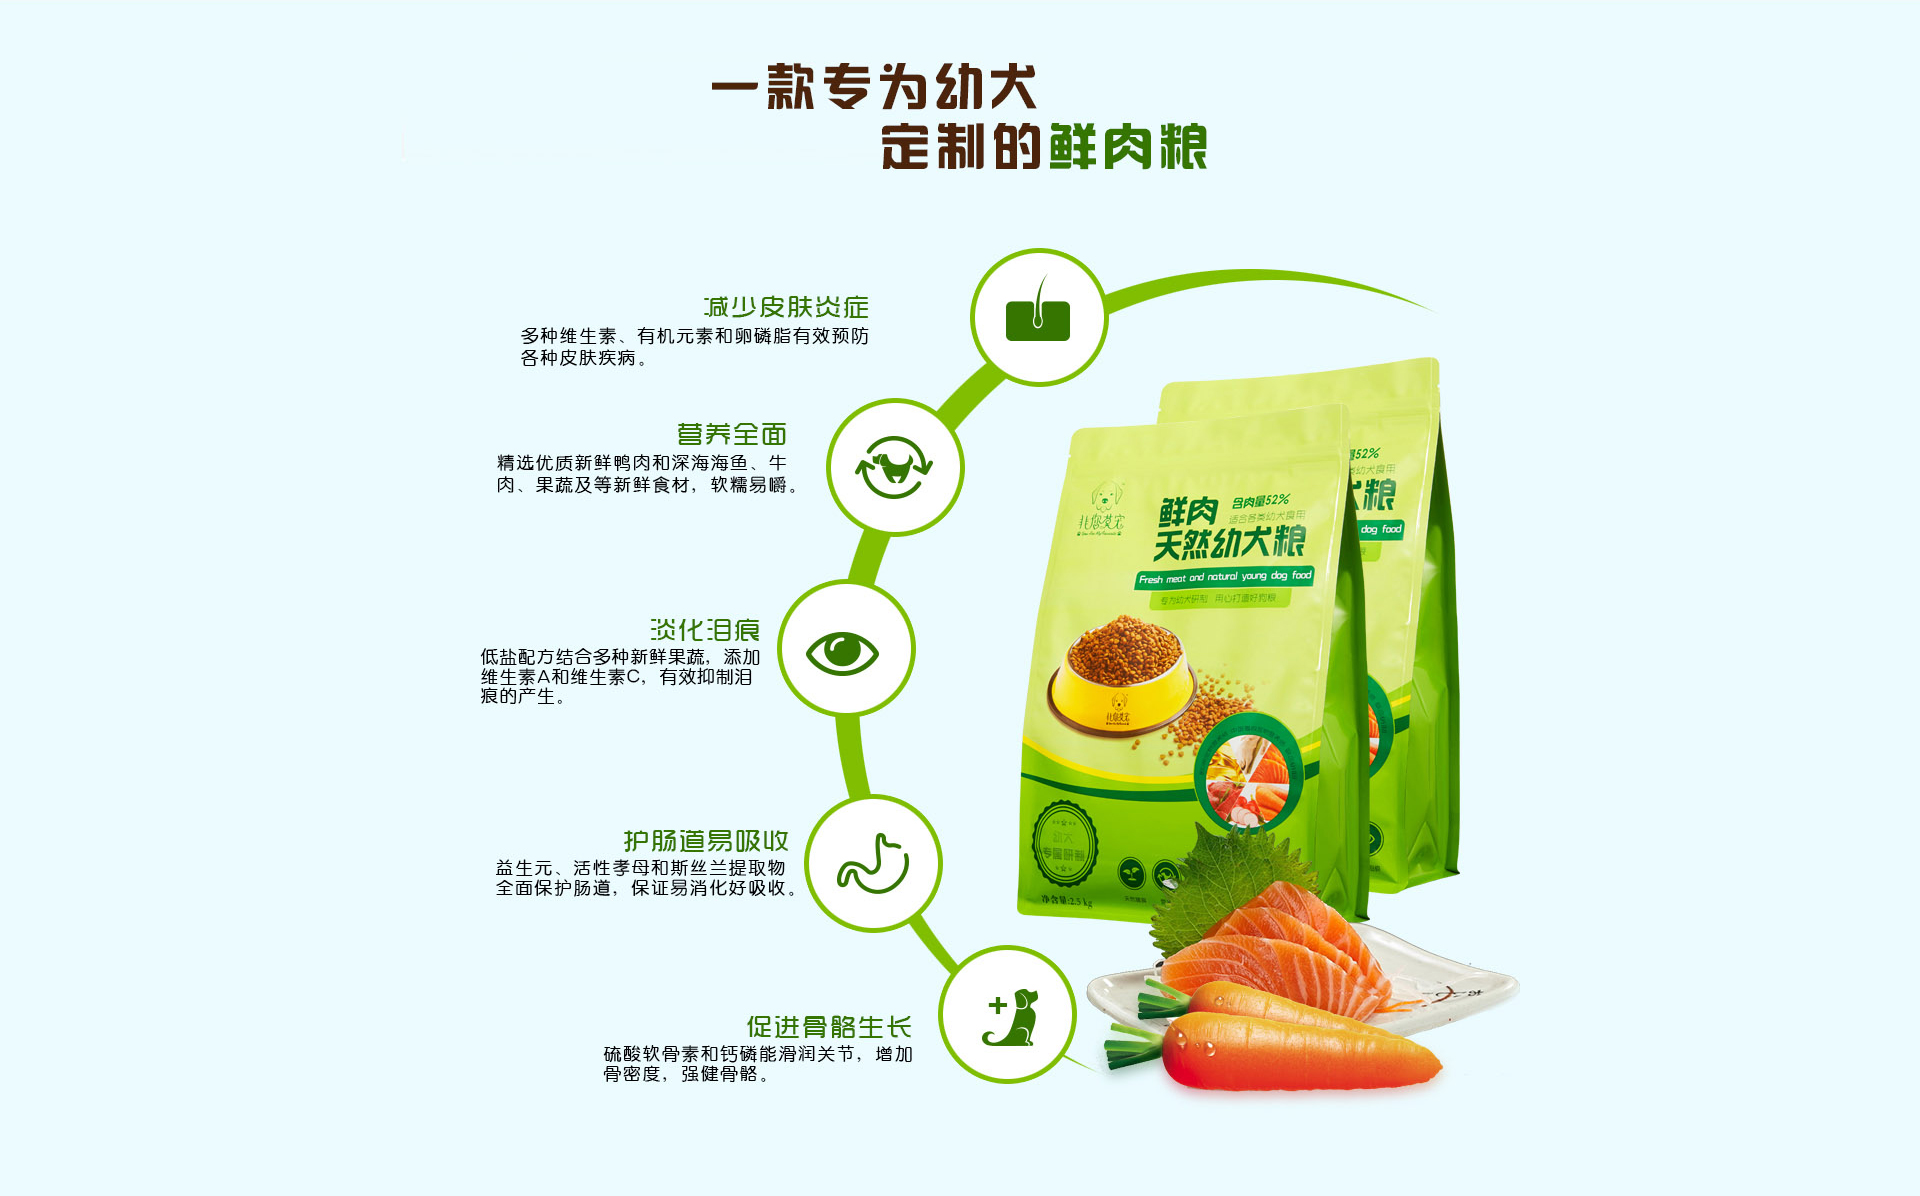 一款专为幼犬
定制的鲜肉粮
减少皮肤炎症
多种维生素、有机元素和卵磷脂有效预防
各种皮肤疾病。
营养全面
精选优质新鲜鸭肉和深海海鱼、牛
肉、果蔬及等新鲜食材，软糯易嚼。
淡化泪痕
低盐配方结合多种新鲜果蔬，添加
维生素A和维生素C，有效抑制泪
痕的产生。
护肠道易吸收
益生元、活性孝母和斯丝兰提取物
全面保护肠道，保证易消化好吸收。
促进骨骼生长
硫酸软骨素和钙磷能滑润关节，增加
骨密度，强健骨骼。
鲜肉
含肉量52%
适合各类幼犬食用
天然幼犬粮
Fresh meat and natural young dog food
专为幼犬研制 用心打造好狗粮
幼犬
专属研制
净含量:2.5 kg
量52%
类幼犬食用
粮
dog food